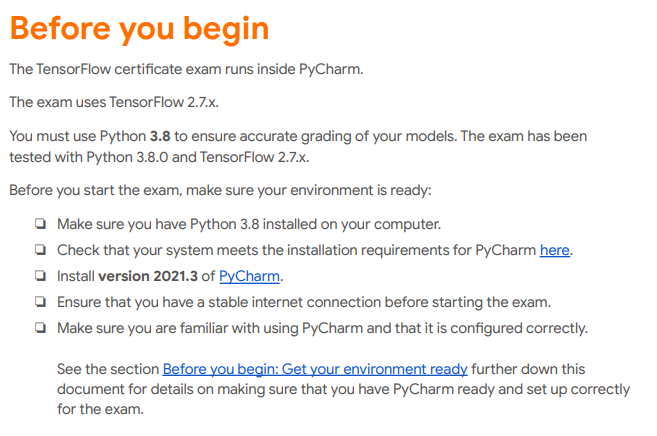 Before you begin
The TensorFlow certificate exam runs inside PyCharm.
The exam uses TensorFlow 2.7.x.
You must use Python 3.8 to ensure accurate grading of your models. The exam has been
tested with Python 3.8.0 and TensorFlow 2.7.x.
Before you start the exam, make sure your environment is ready:
❏ Make sure you have Python 3.8 installed on your computer.
❏ Check that your system meets the installation requirements for PyCharm here.
❏ Install version 2021.3 of PyCharm.
❏ Ensure that you have a stable internet connection before starting the exam.
❏ Make sure you are familiar with using PyCharm and that it is configured correctly.
See the section Before you begin: Get your environment ready further down this
document for details on making sure that you have PyCharm ready and set up correctly
for the exam.